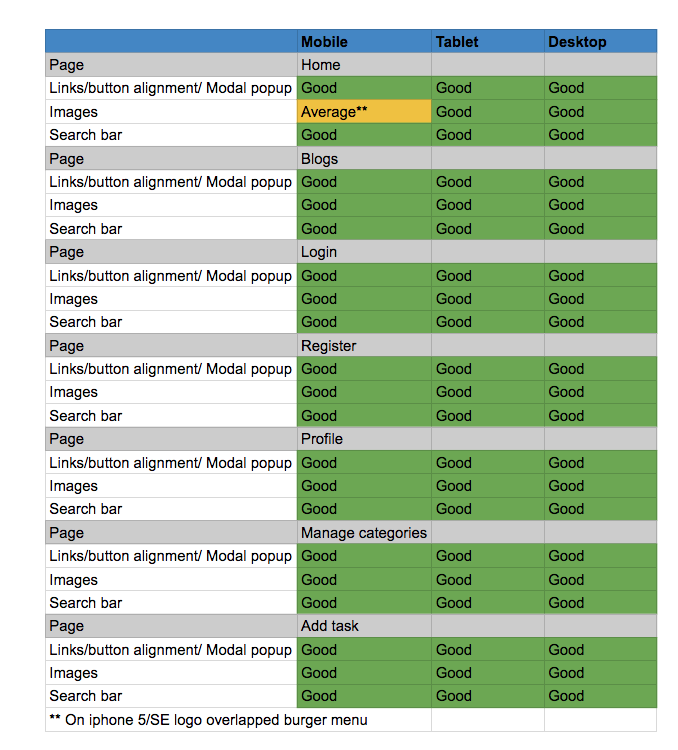 Mobile Tablet Desktop
Page Home
Links/button alignment/ Modal popup Good Good Good
Images Average** Good Good
Search bar Good Good Good
Page Blogs
Links/button alignment/ Modal popup Good Good Good
Images Good Good Good
Search bar Good Good Good
Page Login
Links/button alignment/ Modal popup Good Good Good
Images Good Good Good
Search bar Good Good Good
Page Register
Links/button alignment/ Modal popup Good Good Good
Images Good Good Good
Search bar Good Good Good
Page Profile
Links/button alignment/ Modal popup Good Good Good
Images Good Good Good
Search bar Good Good Good
Page Manage categories
Links/button alignment/ Modal popup Good Good Good
Images Good Good Good
Search bar Good Good Good
Page Add task
Links/button alignment/ Modal popup Good Good Good
Images Good Good Good
Search bar Good Good Good
** On iphone 5/SE logo overlapped burger menu